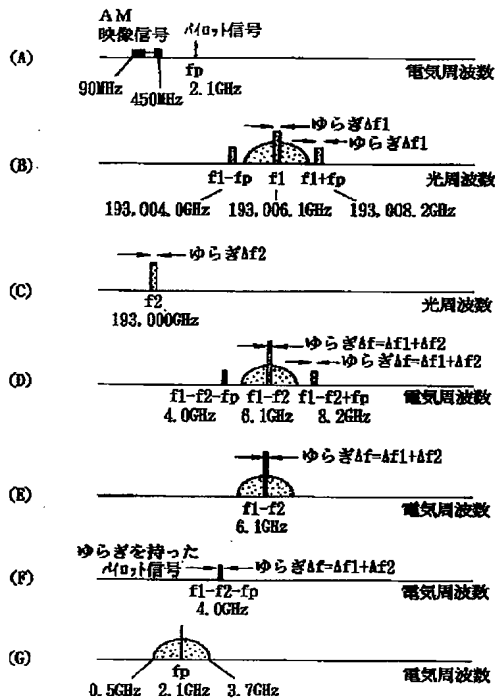 AM
映像信号
パイロット信号
(A)
fp
電気周波数
90MHz
450MHz
2.1GHz
ゆらぎΔf1
ゆらぎΔf1
(B)
f1-fp
f1
f1+fp
光周波数
193.004.0GHz
193.006.1GHz
193.008.2GHz
ゆらぎΔf2
(C)
f2
光周波数
193.000GHz
ゆらぎΔf=Δf1+Δf2
ゆらぎΔf=Δf1+Δf2
(D)
f1-f2-fp
f1-f2
f1-f2+fp
電気周波数
4.0GHz
6.1GHz
8.2GHz
ゆらぎΔf=Δf1+Δf2
(E)
f1-f2
電気周波数
6.1GHz
ゆらぎを持った
パイロット信号
ゆらぎΔf=Δf1+Δf2
(F)
f1-f2-fp
電気周波数
4.0GHz
(G)
fp
電気周波数
0.5GHz
2.1GHz
3.7GHz